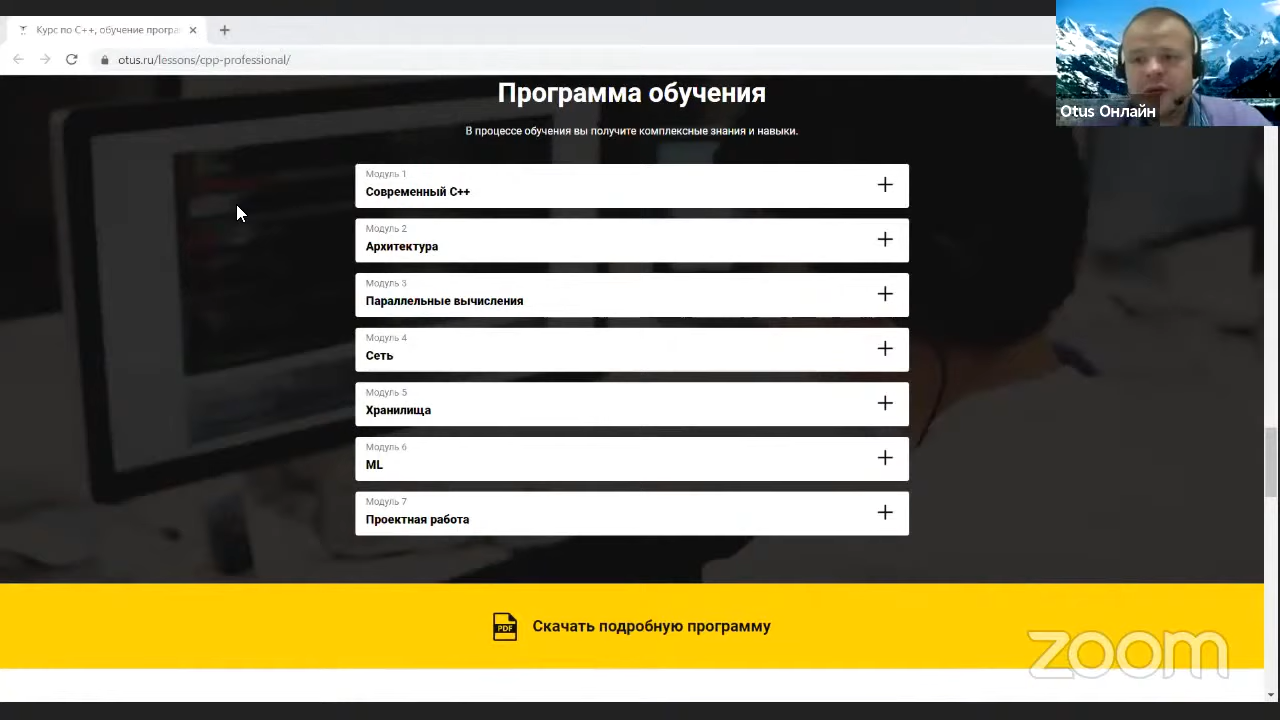 Курс по C++, обучение програ
otus.ru/lessons/cpp-professional/
Otus Онлайн
Программа обучения
В процессе обучения вы получите комплексные знания и навыки.
Модуль 1
Современный C++
Модуль 2
Архитектура
Модуль 3
Параллельные вычисления
Модуль 4
Сеть
Модуль 5
Хранилища
Модуль 6
ML
Модуль 7
Проектная работа
PDF
Скачать подробную программу
zoom